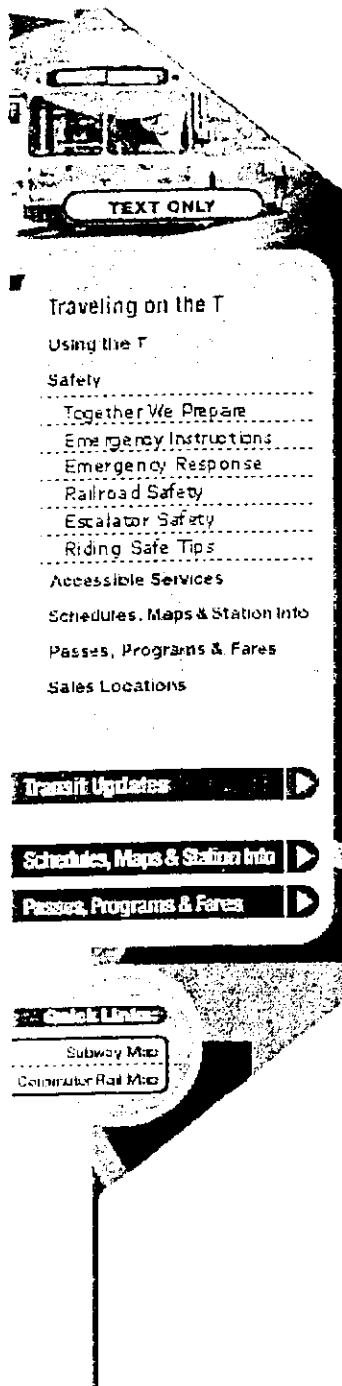 TEXT ONLY
Traveling on the T
Using the T
Safety
Together We Prepare
Emergency Instructions
Emergency Response
Railroad Safety
Escalator Safety
Riding Safe Tips
Accessible Services
Schedules, Maps & Station Info
Passes, Programs & Fares
Sales Locations
Transit Updates
Schedules, Maps & Station Info
Passes, Programs & Fares
Quick Links
Subway Map
Commuter Rail Map